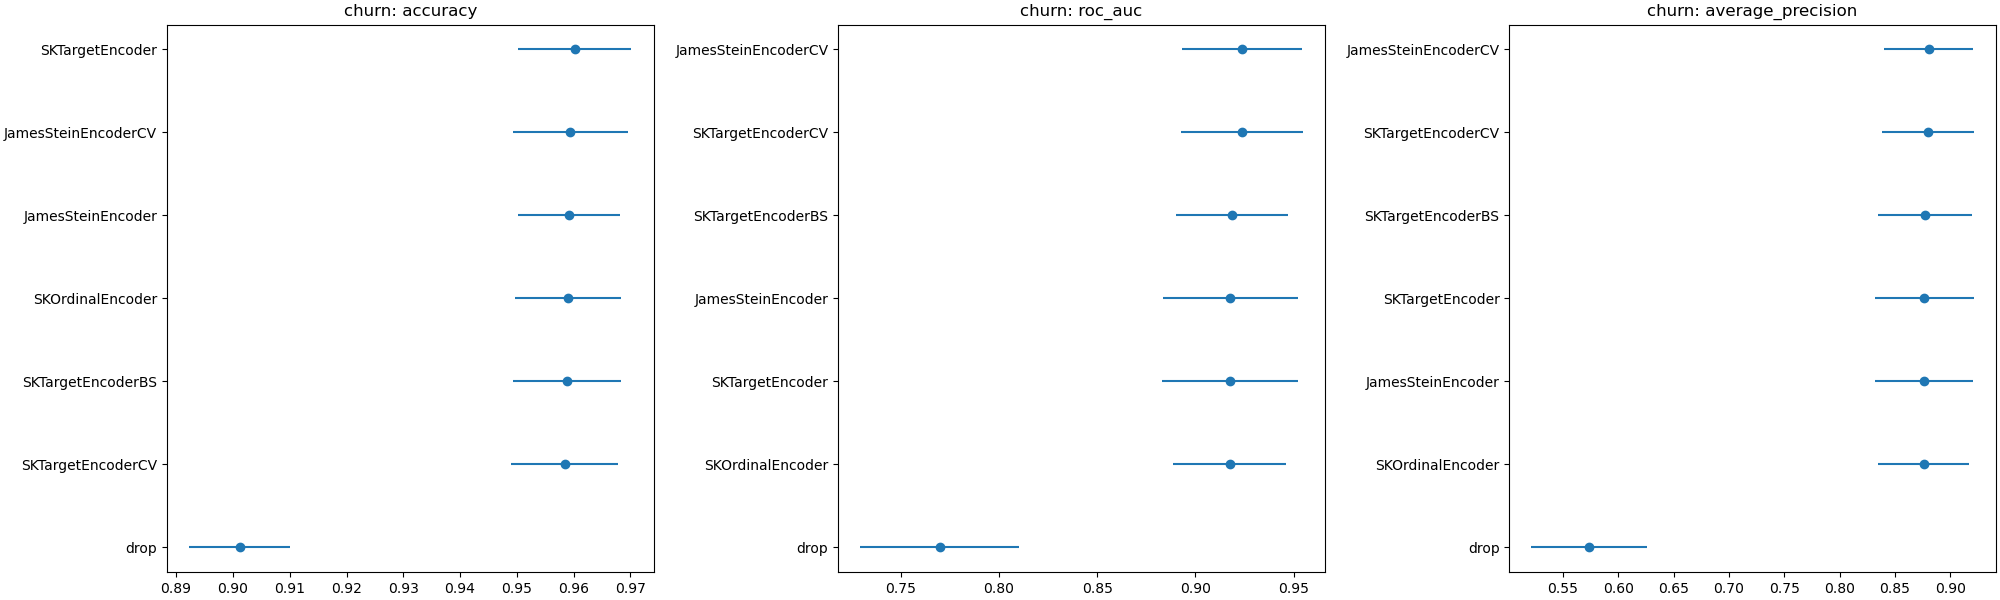 churn: accuracy
SKTargetEncoder
JamesSteinEncoderCV
JamesSteinEncoder
SKOrdinalEncoder
SKTargetEncoderBS
SKTargetEncoderCV
drop
0.89 0.90 0.91 0.92 0.93 0.94 0.95 0.96 0.97
churn: roc_auc
JamesSteinEncoderCV
SKTargetEncoderCV
SKTargetEncoderBS
JamesSteinEncoder
SKTargetEncoder
SKOrdinalEncoder
drop
0.75 0.80 0.85 0.90 0.95
churn: average_precision
JamesSteinEncoderCV
SKTargetEncoderCV
SKTargetEncoderBS
SKTargetEncoder
JamesSteinEncoder
SKOrdinalEncoder
drop
0.55 0.60 0.65 0.70 0.75 0.80 0.85 0.90